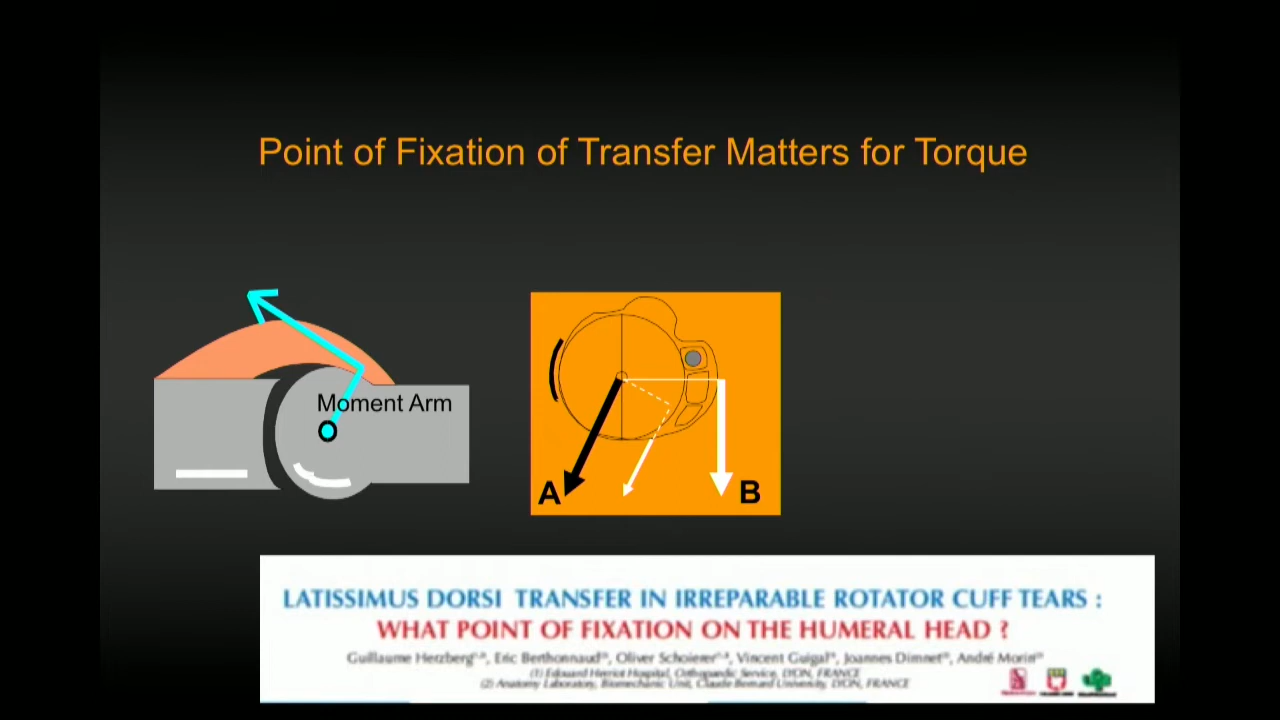 Point of Fixation of Transfer Matters for Torque
Moment Arm
A
B
LATISSIMUS DORSI TRANSFER IN IRREPARABLE ROTATOR CUFF TEARS :
WHAT POINT OF FIXATION ON THE HUMERAL HEAD ?
Guillaume Herzberg, Eric Berthonnaud, Oliver Schoierer, Vincent Guigal, Joannes Dimnet, André Morin
(1) Edouard Herriot Hospital, Orthopaedic Service, LYON, FRANCE
(2) Anatomy Laboratory, Biomechanic Unit, Claude Bernard University, LYON, FRANCE